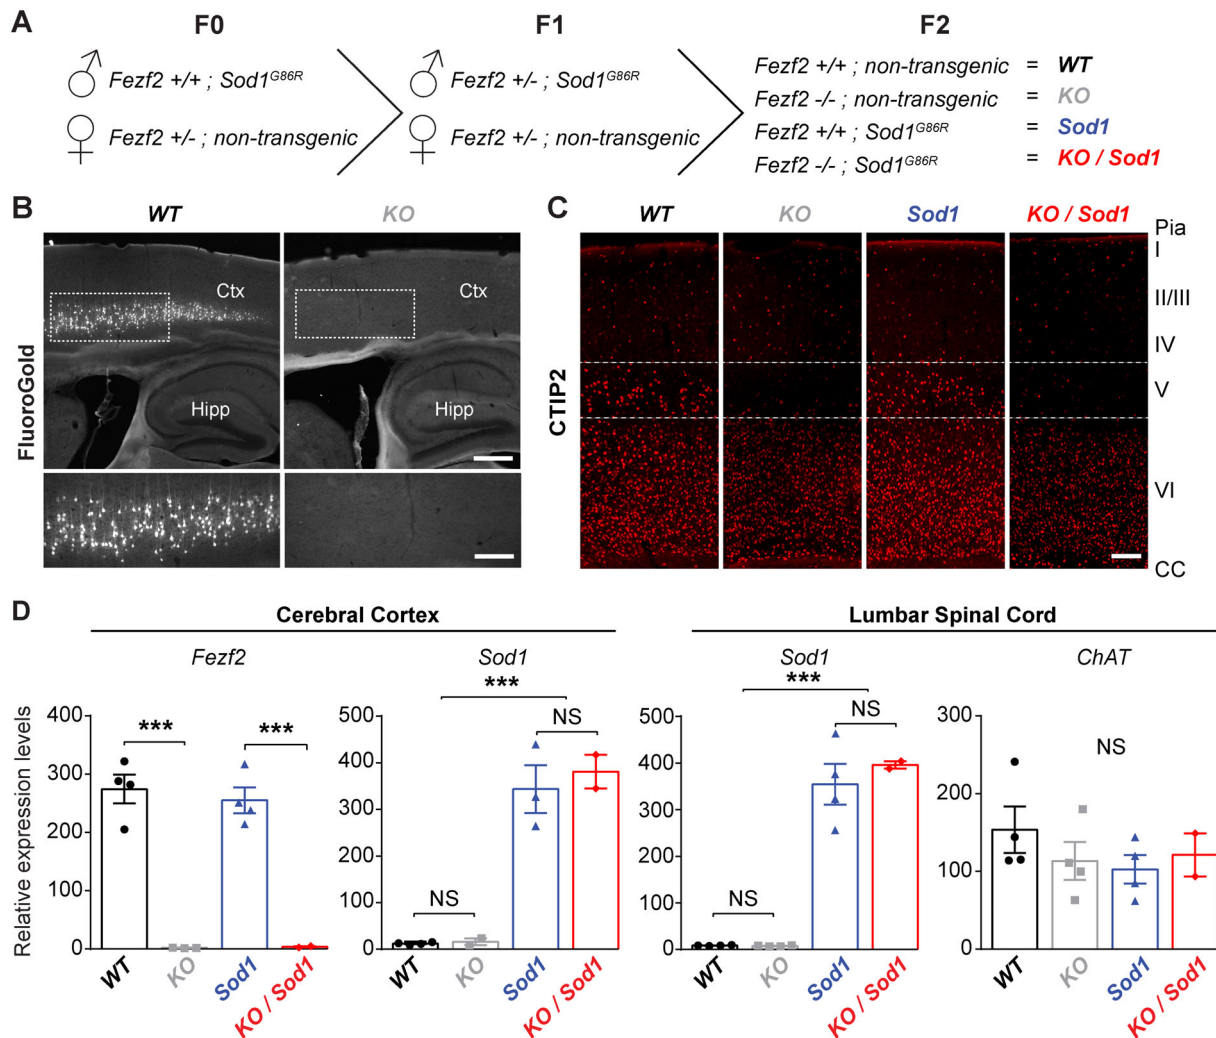 A
F0
F1
F2
Fezf2 +/+ ; Sod1G86R
Fezf2 +/- ; non-transgenic
Fezf2 +/- ; Sod1G86R
Fezf2 +/- ; non-transgenic
Fezf2 +/+ ; non-transgenic = WT
Fezf2 -/- ; non-transgenic = KO
Fezf2 +/+ ; Sod1G86R = Sod1
Fezf2 -/- ; Sod1G86R = KO / Sod1
B
WT
KO
FluoroGold
Ctx
Hipp
Ctx
Hipp
C
WT
KO
Sod1
KO / Sod1
CTIP2
Pia
I
II/III
IV
V
VI
CC
D
Cerebral Cortex
Lumbar Spinal Cord
Relative expression levels
Fezf2
400
300
200
100
0
***
***
WT
KO
Sod1
KO / Sod1
Sod1
500
400
300
200
100
0
***
NS
NS
WT
KO
Sod1
KO / Sod1
Sod1
500
400
300
200
100
0
***
NS
NS
WT
KO
Sod1
KO / Sod1
ChAT
300
200
100
0
NS
WT
KO
Sod1
KO / Sod1